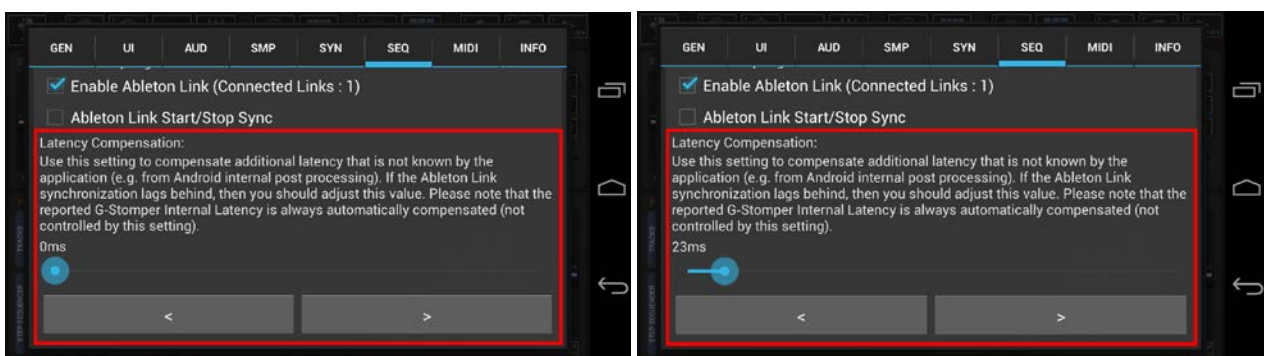 GEN UI AUD SMP SYN SEQ MIDI INFO
Enable Ableton Link (Connected Links : 1)
Ableton Link Start/Stop Sync
Latency Compensation:
Use this setting to compensate additional latency that is not known by the
application (e.g. from Android internal post processing). If the Ableton Link
synchronization lags behind, then you should adjust this value. Please note that the
reported G-Stomper Internal Latency is always automatically compensated (not
controlled by this setting).
0ms
< >
TRACKS
STEP SEQUENCER
GEN UI AUD SMP SYN SEQ MIDI INFO
Enable Ableton Link (Connected Links : 1)
Ableton Link Start/Stop Sync
Latency Compensation:
Use this setting to compensate additional latency that is not known by the
application (e.g. from Android internal post processing). If the Ableton Link
synchronization lags behind, then you should adjust this value. Please note that the
reported G-Stomper Internal Latency is always automatically compensated (not
controlled by this setting).
23ms
< >
TRACKS
STEP SEQUENCER